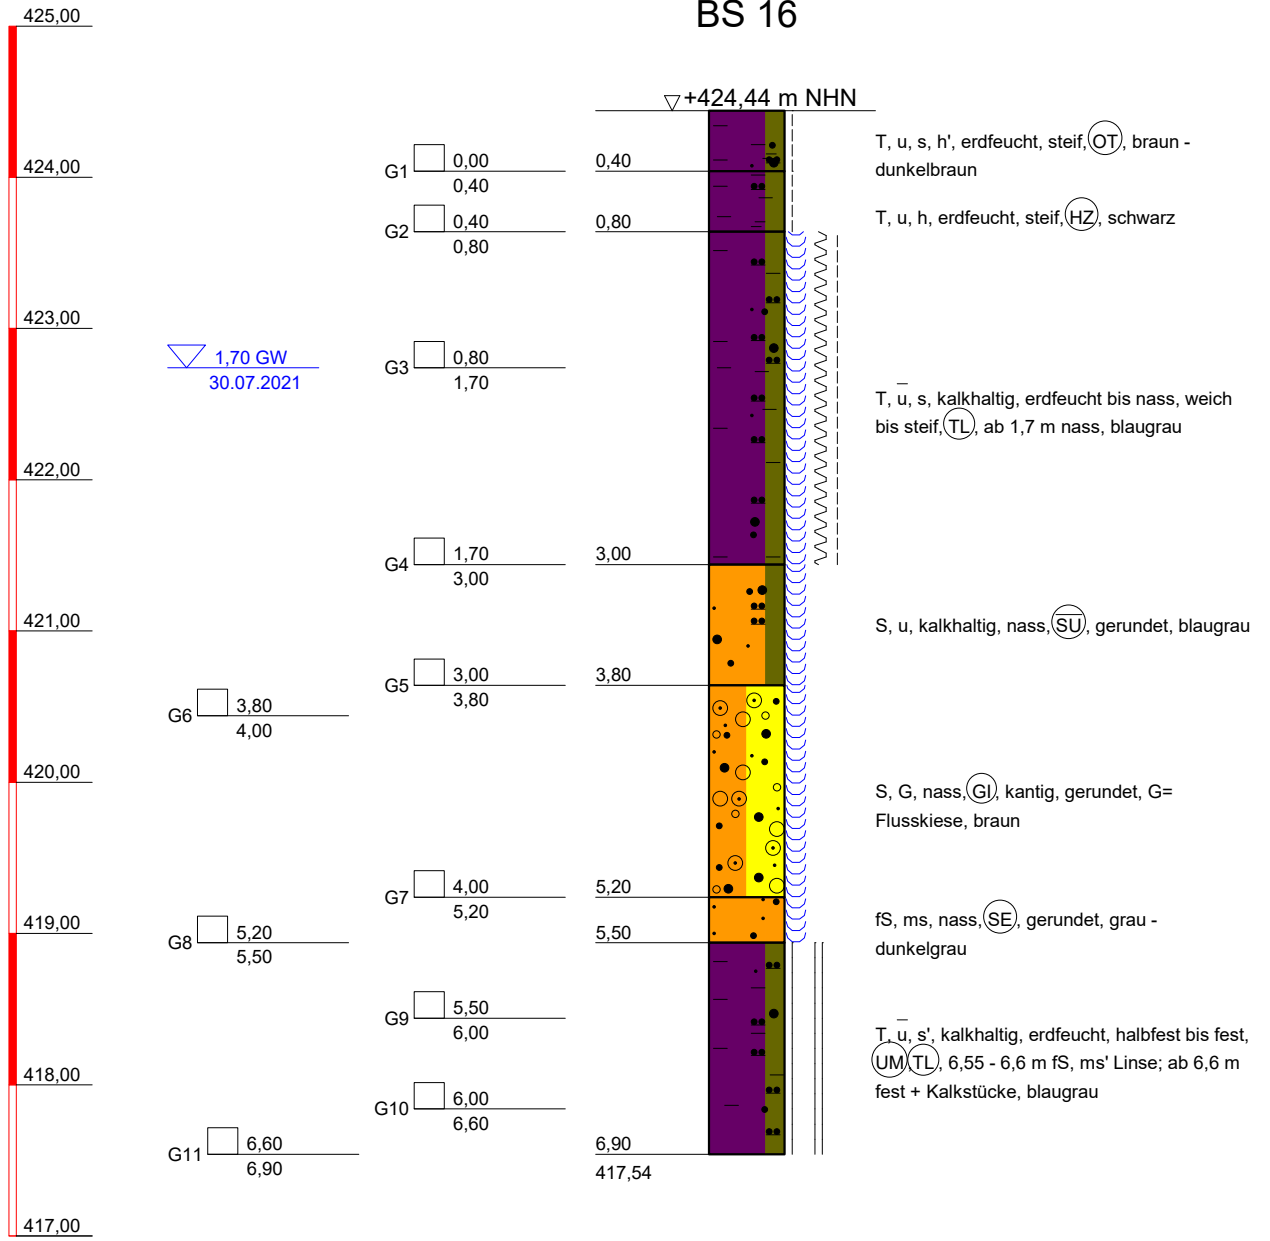 BS 16
425,00
+424,44 m NHN
T, u, s, h', erdfeucht, steif, OT, braun -
dunkelbraun
424,00
G1 0,00
0,40
0,40
T, u, h, erdfeucht, steif, HZ, schwarz
G2 0,40
0,80
0,80
423,00
1,70 GW
30.07.2021
G3 0,80
1,70
T, u̅, s, kalkhaltig, erdfeucht bis nass, weich
bis steif, TL, ab 1,7 m nass, blaugrau
422,00
G4 1,70
3,00
3,00
421,00
S, u, kalkhaltig, nass, S̅U̅, gerundet, blaugrau
G5 3,00
3,80
3,80
G6 3,80
4,00
420,00
S, G, nass, GI, kantig, gerundet, G=
Flusskiese, braun
G7 4,00
5,20
5,20
419,00
G8 5,20
5,50
5,50
fS, ms, nass, SE, gerundet, grau -
dunkelgrau
G9 5,50
6,00
T, u̅, s', kalkhaltig, erdfeucht, halbfest bis fest,
UM, TL, 6,55 - 6,6 m fS, ms' Linse; ab 6,6 m
fest + Kalkstücke, blaugrau
418,00
G10 6,00
6,60
G11 6,60
6,90
6,90
417,54
417,00